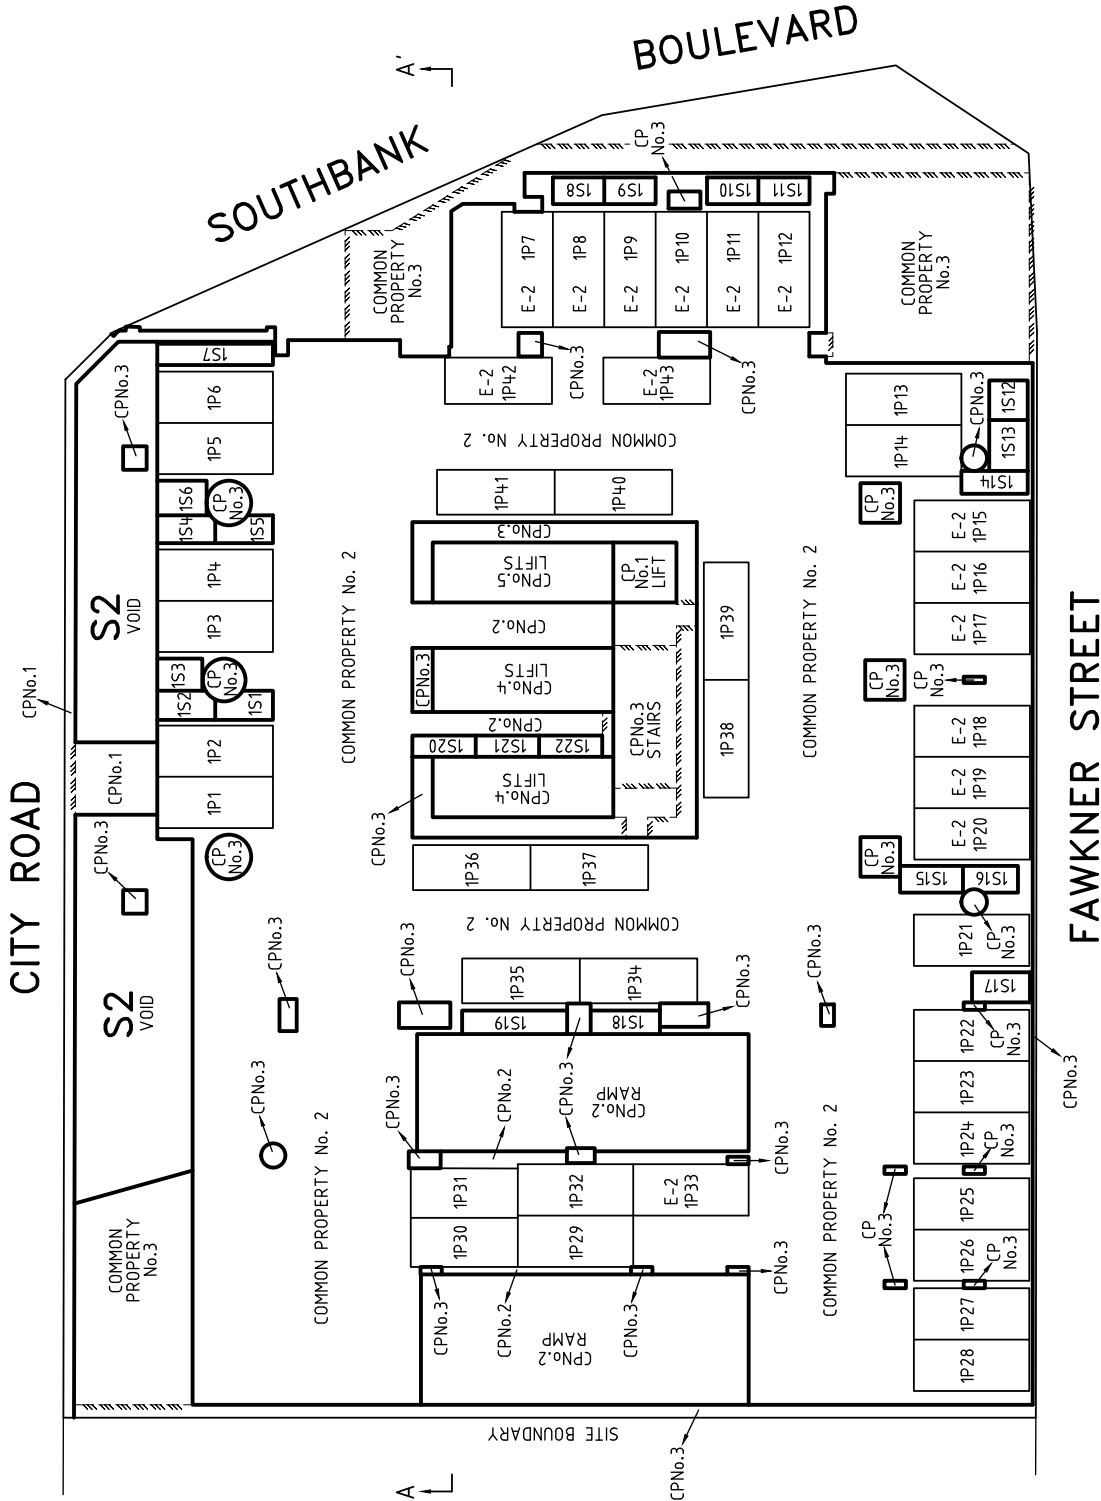 BOULEVARD
SOUTHBANK
CITY ROAD
FAWKNER STREET
A'
CP
No.3
1S8
1S9
1S10
1S11
1P7
1P8
1P9
1P10
1P11
1P12
E-2
E-2
E-2
E-2
E-2
E-2
COMMON
PROPERTY
No.3
COMMON
PROPERTY
No.3
CPNo.3
CPNo.3
E-2
1P42
E-2
1P43
COMMON PROPERTY No. 2
1S7
CPNo.3
1P6
1P5
1S6
CP
No.3
1S4
1S5
1P4
1P3
1S3
CP
No.3
1S2
1S1
1P2
1P1
CP
No.3
S2
VOID
CPNo.1
CPNo.1
CPNo.3
S2
VOID
COMMON
PROPERTY
No.3
1P13
1P14
CPNo.3
1S12
1S13
1S14
CP
No.3
E-2
1P15
E-2
1P16
E-2
1P17
CP
No.3
CP
No.3
E-2
1P18
E-2
1P19
E-2
1P20
CP
No.3
1S15
1S16
1P21
CP
No.3
1S17
1P22
CP
No.3
1P23
CPNo.3
1P24
CP
No.3
1P25
CP
No.3
1P26
CP
No.3
1P27
1P28
1P41
1P40
CPNo.3
CPNo.5
LIFTS
CP
No.1
LIFT
CPNo.2
CPNo.3
CPNo.4
LIFTS
CPNo.2
CPNo.3
STAIRS
1S20
1S21
1S22
CPNo.4
LIFTS
CPNo.3
1P39
1P38
COMMON PROPERTY No. 2
COMMON PROPERTY No. 2
1P36
1P37
COMMON PROPERTY No. 2
CPNo.3
CPNo.3
1P35
1P34
CPNo.3
CPNo.3
1S19
1S18
CPNo.3
CPNo.3
CPNo.2
CPNo.3
CPNo.2
RAMP
CPNo.3
1P31
1P32
E-2
1P33
1P30
1P29
COMMON PROPERTY No. 2
COMMON PROPERTY No. 2
CPNo.3
CPNo.2
CPNo.3
CPNo.3
CPNo.2
RAMP
SITE BOUNDARY
CPNo.3
A